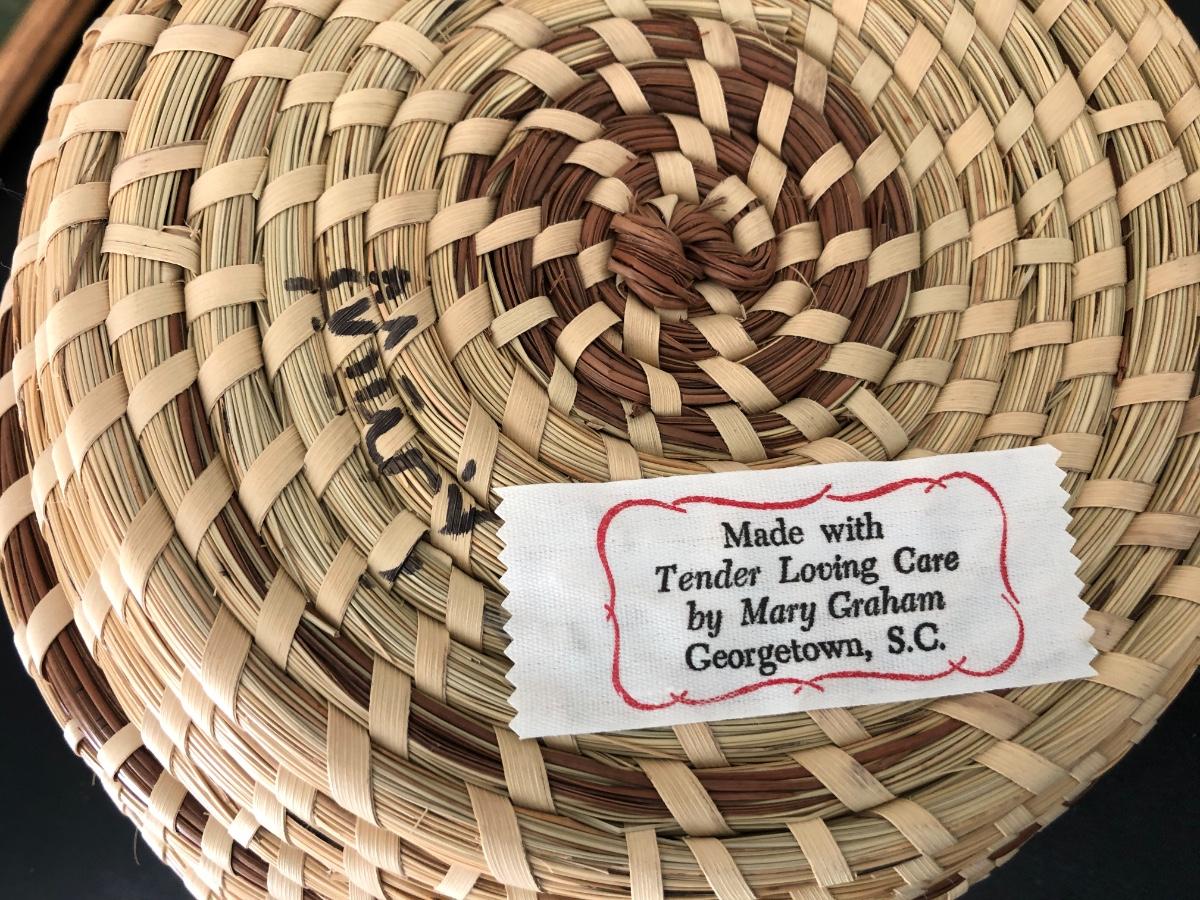 Made with
Tender Loving Care
by Mary Graham
Georgetown, S.C.